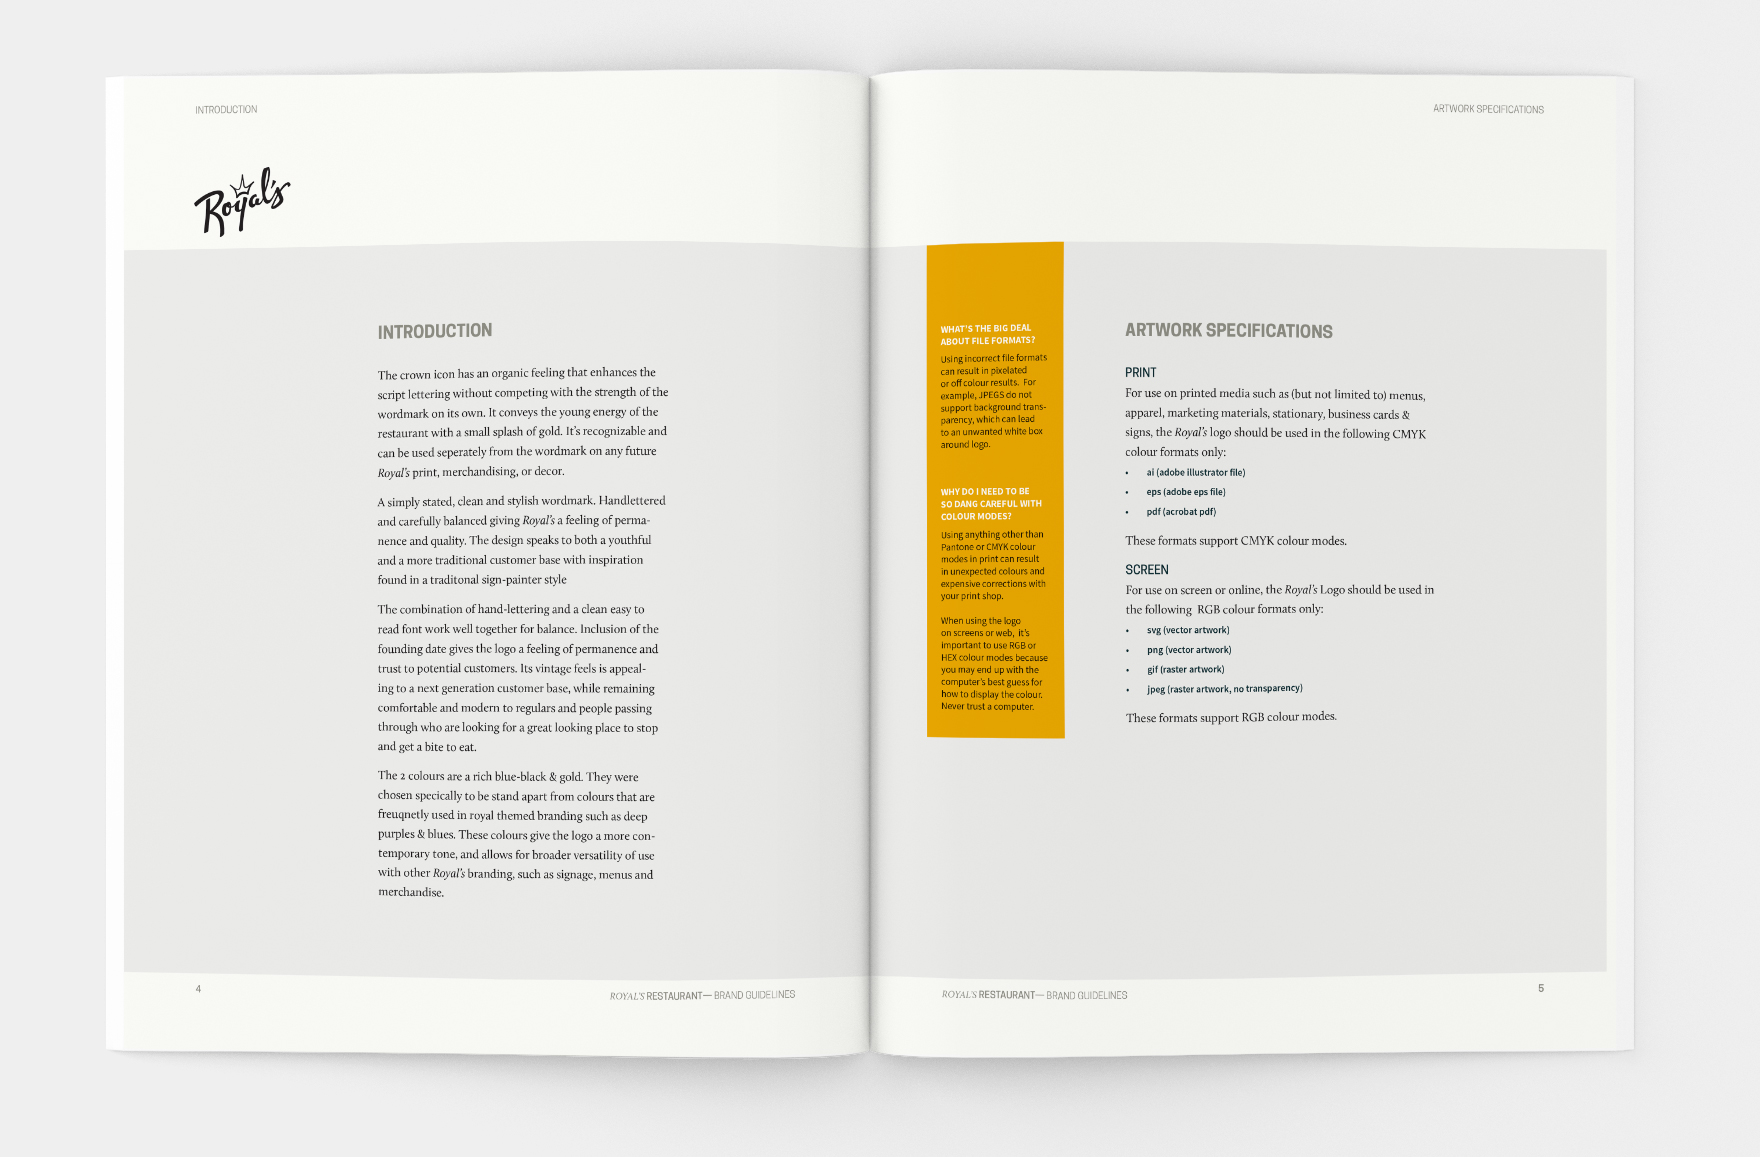 INTRODUCTION
Royal's
INTRODUCTION
The crown icon has an organic feeling that enhances the
script lettering without competing with the strength of the
wordmark on its own. It conveys the young energy of the
restaurant with a small splash of gold. It's recognizable and
can be used seperately from the wordmark on any future
Royal's print, merchandising, or decor.
A simply stated, clean and stylish wordmark. Handlettered
and carefully balanced giving Royal's a feeling of perma-
nence and quality. The design speaks to both a youthful
and a more traditional customer base with inspiration
found in a traditonal sign-painter style
The combination of hand-lettering and a clean easy to
read font work well together for balance. Inclusion of the
founding date gives the logo a feeling of permanence and
trust to potential customers. Its vintage feels is appeal-
ing to a next generation customer base, while remaining
comfortable and modern to regulars and people passing
through who are looking for a great looking place to stop
and get a bite to eat.
The 2 colours are a rich blue-black & gold. They were
chosen specically to be stand apart from colours that are
freuqnetly used in royal themed branding such as deep
purples & blues. These colours give the logo a more con-
temporary tone, and allows for broader versatility of use
with other Royal's branding, such as signage, menus and
merchandise.
4
ROYAL'S RESTAURANT— BRAND GUIDELINES
ARTWORK SPECIFICATIONS
WHAT'S THE BIG DEAL
ABOUT FILE FORMATS?
Using incorrect file formats
can result in pixelated
or off colour results. For
example, JPEGS do not
support background trans-
parency, which can lead
to an unwanted white box
around logo.
WHY DO I NEED TO BE
SO DANG CAREFUL WITH
COLOUR MODES?
Using anything other than
Pantone or CMYK colour
modes in print can result
in unexpected colours and
expensive corrections with
your print shop.
When using the logo
on screens or web, it's
important to use RGB or
HEX colour modes because
you may end up with the
computer's best guess for
how to display the colour.
Never trust a computer.
ARTWORK SPECIFICATIONS
PRINT
For use on printed media such as (but not limited to) menus,
apparel, marketing materials, stationary, business cards &
signs, the Royal's logo should be used in the following CMYK
colour formats only:
• ai (adobe illustrator file)
• eps (adobe eps file)
• pdf (acrobat pdf)
These formats support CMYK colour modes.
SCREEN
For use on screen or online, the Royal's Logo should be used in
the following RGB colour formats only:
• svg (vector artwork)
• png (vector artwork)
• gif (raster artwork)
• jpeg (raster artwork, no transparency)
These formats support RGB colour modes.
ROYAL'S RESTAURANT— BRAND GUIDELINES
5